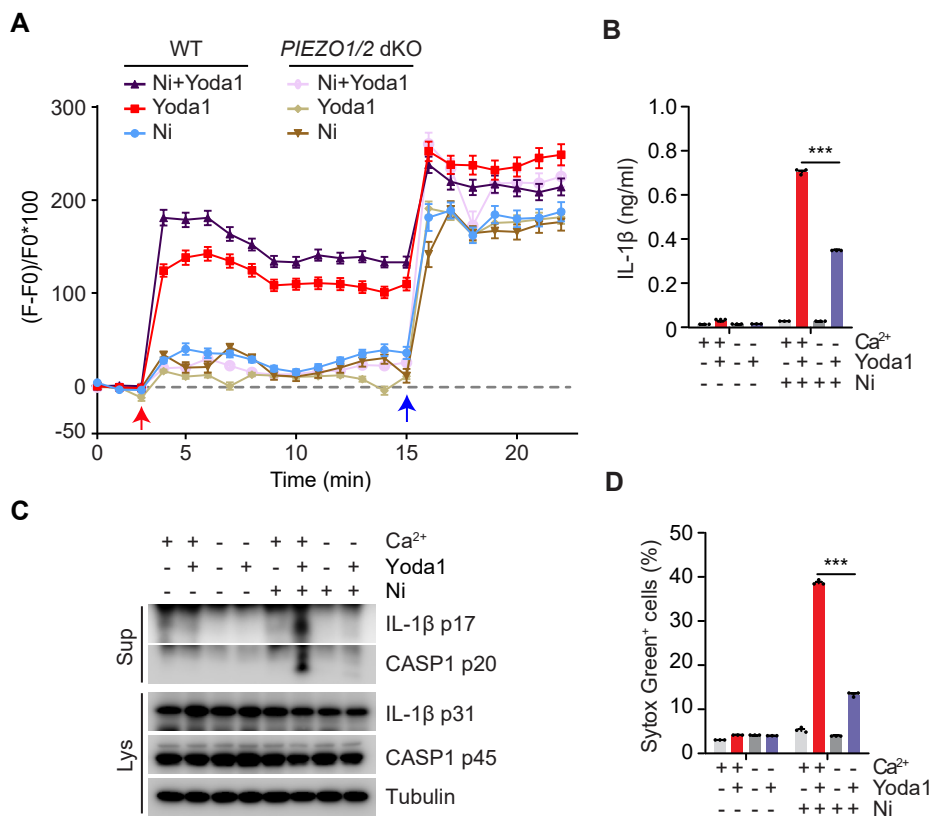 A
WT PIEZO1/2 dKO
Ni+Yoda1 Ni+Yoda1
Yoda1 Yoda1
Ni Ni
(F-F0)/F0*100
300
200
100
0
-50
0 5 10 15 20
Time (min)
B
IL-1β (ng/ml)
1.0
0.8
0.6
0.4
0.2
0
***
+ + - - + + - - Ca²⁺
- + - + - + - + Yoda1
- - - - + + + + Ni
C
+ + - - + + - - Ca²⁺
- + - + - + - + Yoda1
- - - - + + + + Ni
Sup
IL-1β p17
CASP1 p20
Lys
IL-1β p31
CASP1 p45
Tubulin
D
Sytox Green⁺ cells (%)
50
40
30
20
10
0
***
+ + - - + + - - Ca²⁺
- + - + - + - + Yoda1
- - - - + + + + Ni